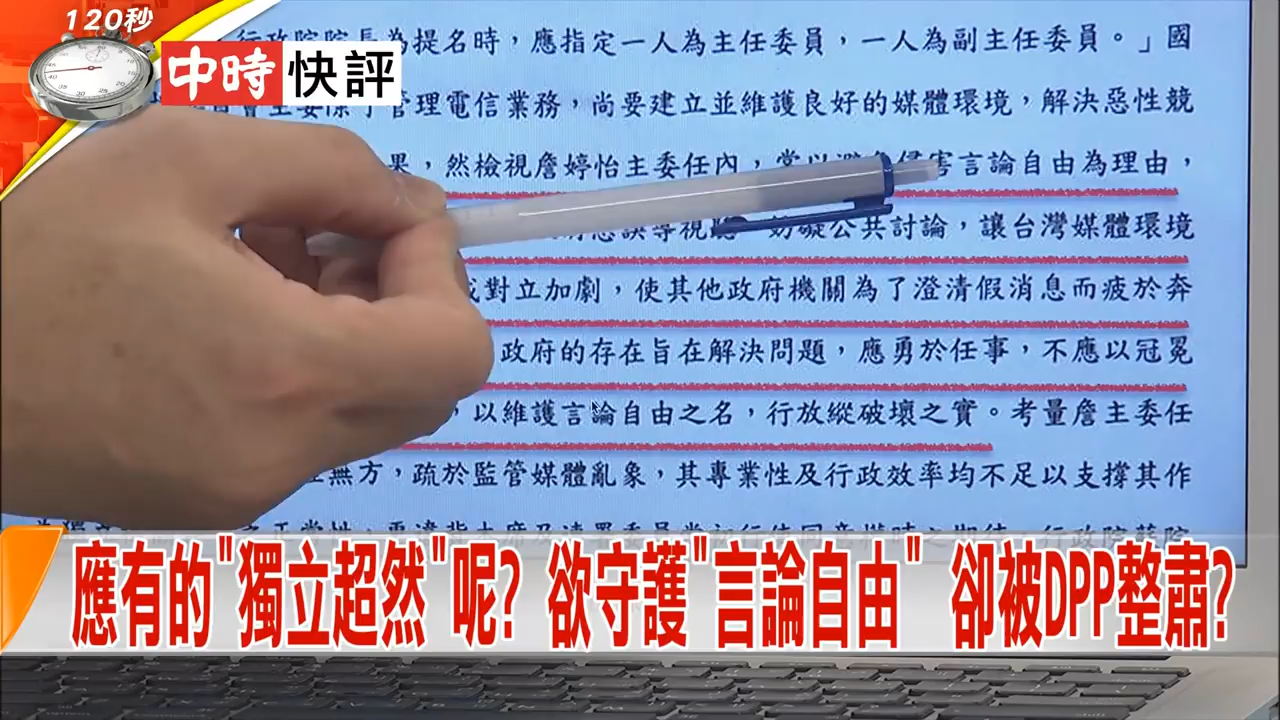 120秒
中時快評
行政院院長為提名時，應指定一人為主任委員，一人為副主任委員。」國
會主委除了管理電信業務，尚要建立並維護良好的媒體環境，解決惡性競
果，然檢視詹婷怡主委任內，常以避免侵害言論自由為理由，
誤導視聽、妨礙公共討論，讓台灣媒體環境
對立加劇，使其他政府機關為了澄清假消息而疲於奔
政府的存在旨在解決問題，應勇於任事，不應以冠冕
，以維護言論自由之名，行放縱破壞之實。考量詹主委任
無方，疏於監管媒體亂象，其專業性及行政效率均不足以支撐其作
應有的"獨立超然"呢? 欲守護"言論自由" 卻被DPP整肅?